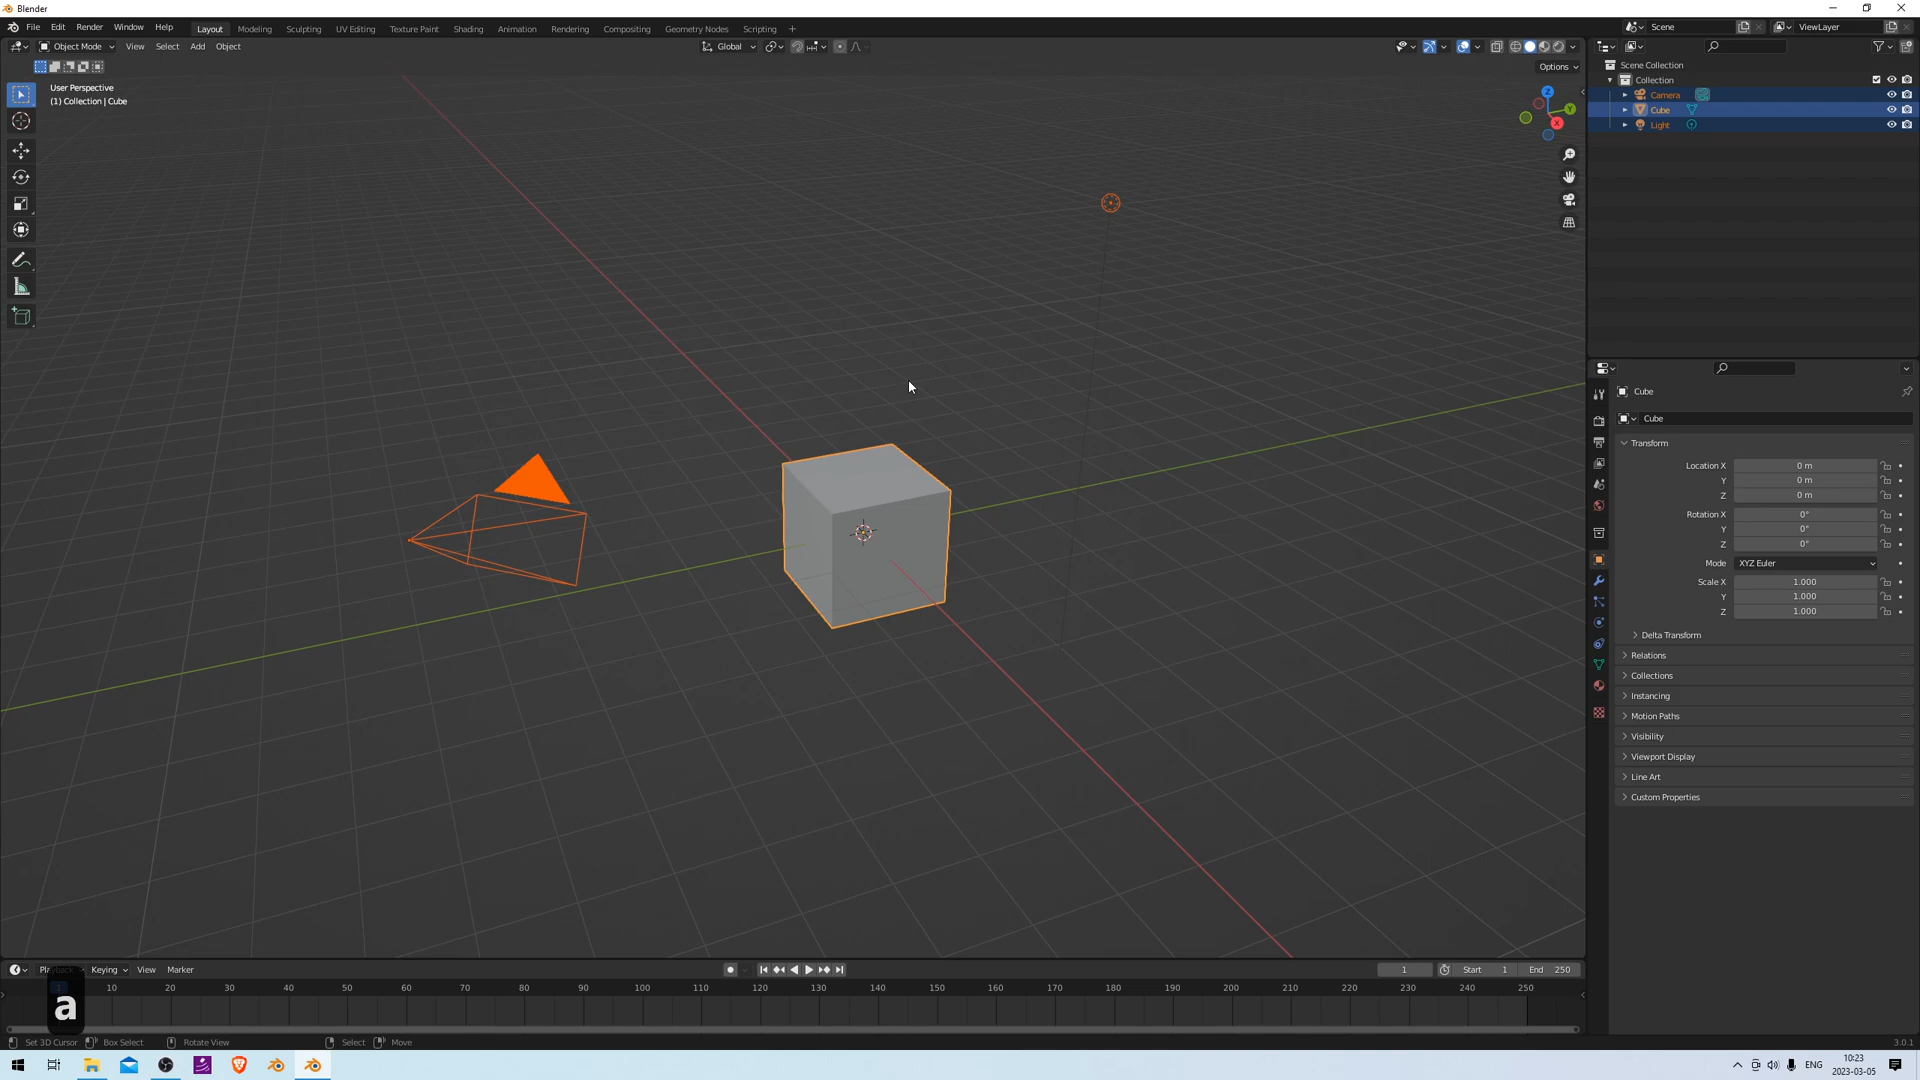 Blender
File Edit Render Window Help Layout Modeling Sculpting UV Editing Texture Paint Shading Animation Rendering Compositing Geometry Nodes Scripting +
Scene ViewLayer
Object Mode View Select Add Object Global
Options
User Perspective
(1) Collection | Cube
Z
Y
X
Scene Collection
Collection
Camera
Cube
Light
Cube
Cube
Transform
Location X 0 m
Y 0 m
Z 0 m
Rotation X 0°
Y 0°
Z 0°
Mode XYZ Euler
Scale X 1.000
Y 1.000
Z 1.000
Delta Transform
Relations
Collections
Instancing
Motion Paths
Visibility
Viewport Display
Line Art
Custom Properties
Playback Keying View Marker 1 Start 1 End 250
1 10 20 30 40 50 60 70 80 90 100 110 120 130 140 150 160 170 180 190 200 210 220 230 240 250
a
Set 3D Cursor Box Select Rotate View Select Move 3.0.1
ENG 10:23
2023-03-05